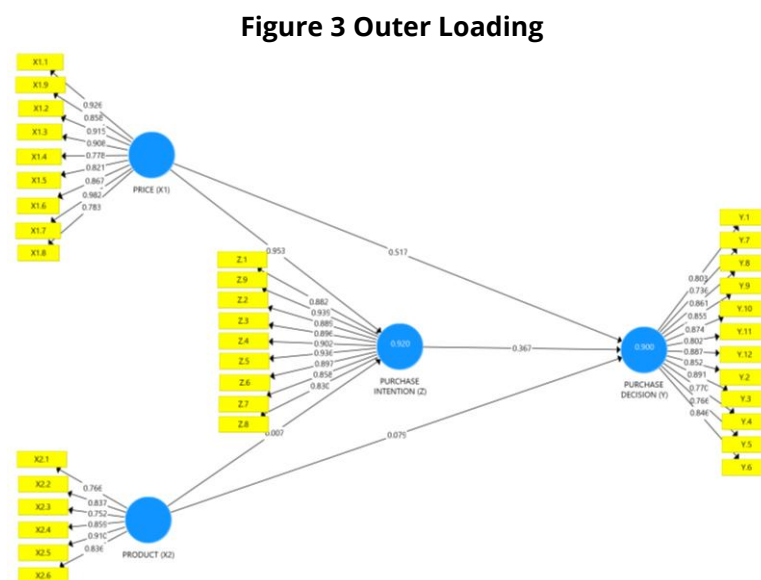 Figure 3 Outer Loading
X1.1
X1.9
X1.2
X1.3
X1.4
X1.5
X1.6
X1.7
X1.8
0.926
0.858
0.915
0.908
0.778
0.821
0.867
0.982
0.783
PRICE (X1)
0.953
0.517
Z.1
Z.9
Z.2
Z.3
Z.4
Z.5
Z.6
Z.7
Z.8
0.882
0.935
0.885
0.896
0.902
0.936
0.897
0.858
0.830
0.920
PURCHASE
INTENTION (Z)
0.367
0.007
0.075
Y.1
Y.7
Y.8
Y.9
Y.10
Y.11
Y.12
Y.2
Y.3
Y.4
Y.5
Y.6
0.803
0.736
0.861
0.855
0.874
0.802
0.887
0.852
0.891
0.770
0.766
0.846
0.900
PURCHASE
DECISION (Y)
X2.1
X2.2
X2.3
X2.4
X2.5
X2.6
0.766
0.837
0.752
0.859
0.910
0.836
PRODUCT (X2)